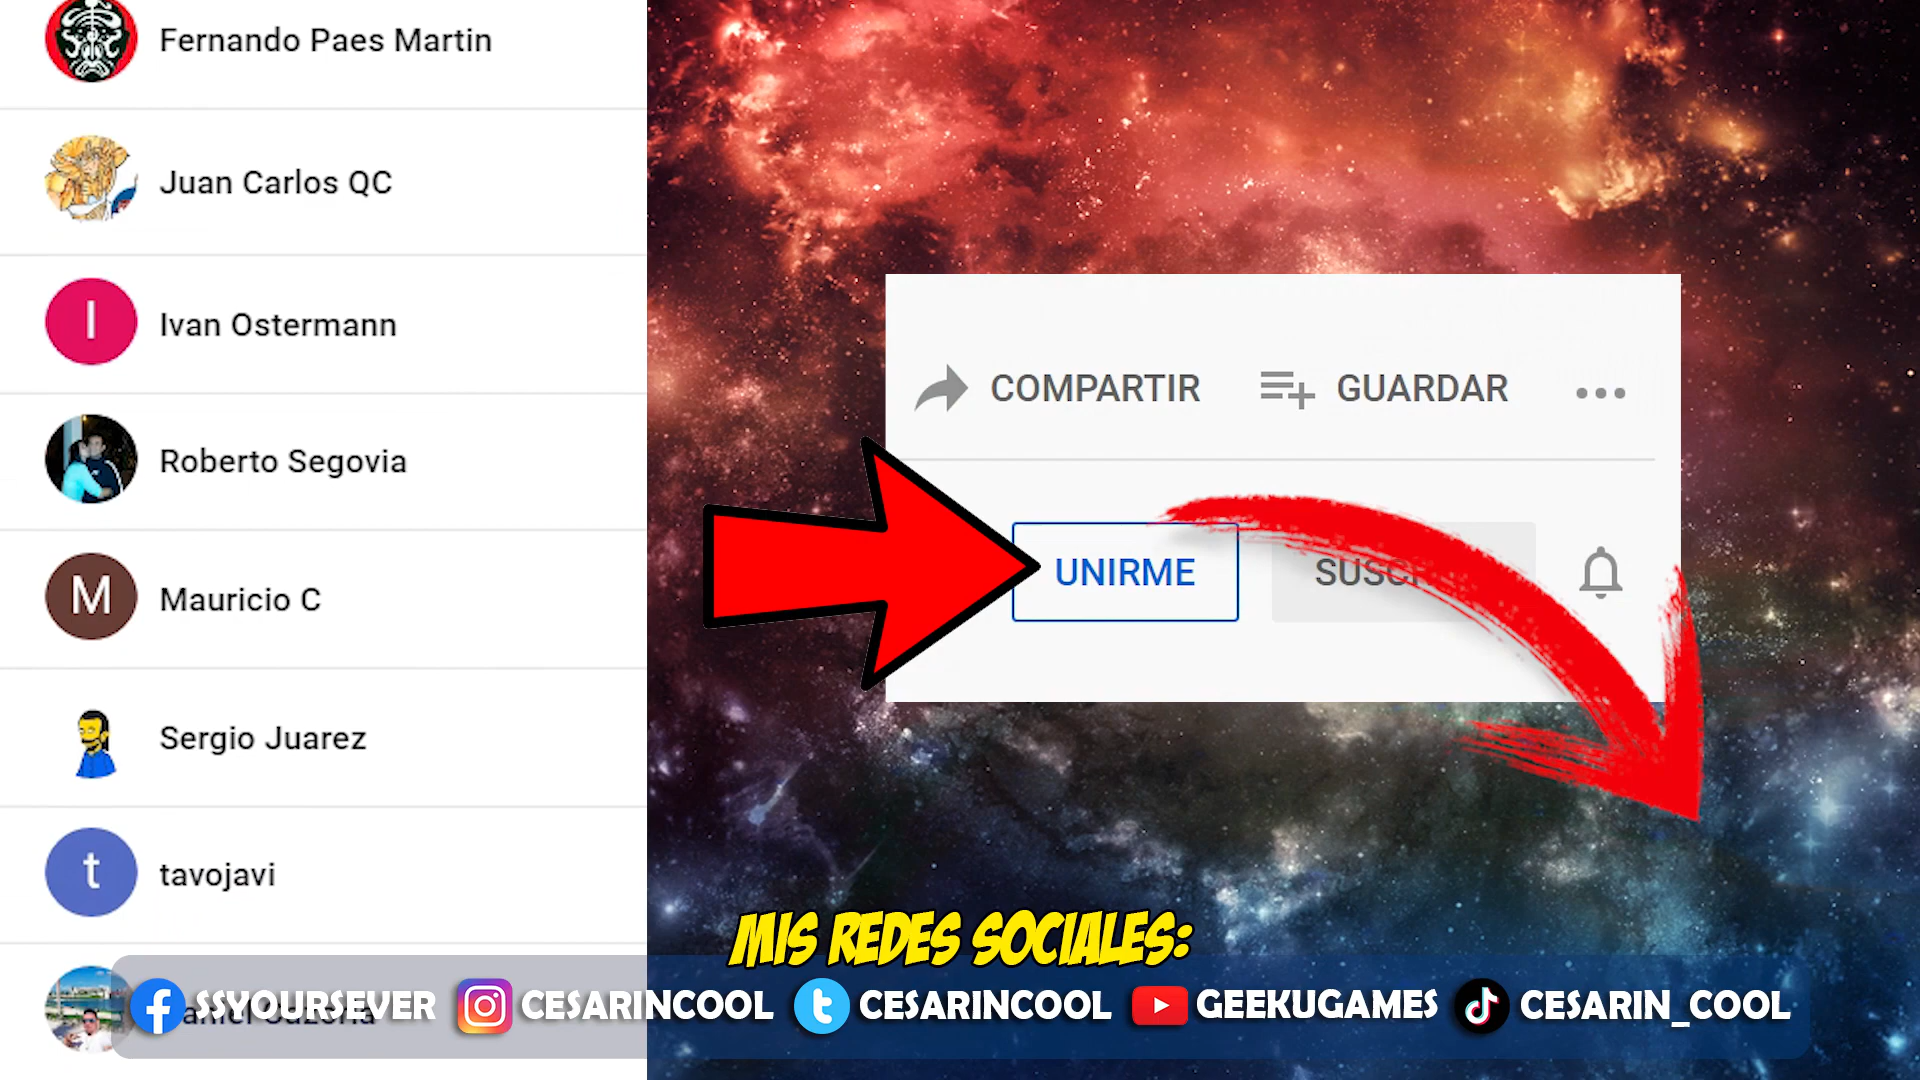 Fernando Paes Martin
Juan Carlos QC
I
Ivan Ostermann
Roberto Segovia
M
Mauricio C
Sergio Juarez
t
tavojavi
COMPARTIR
GUARDAR
UNIRME
MIS REDES SOCIALES:
SSYOURSEVER
CESARINCOOL
CESARINCOOL
GEEKUGAMES
CESARIN_COOL